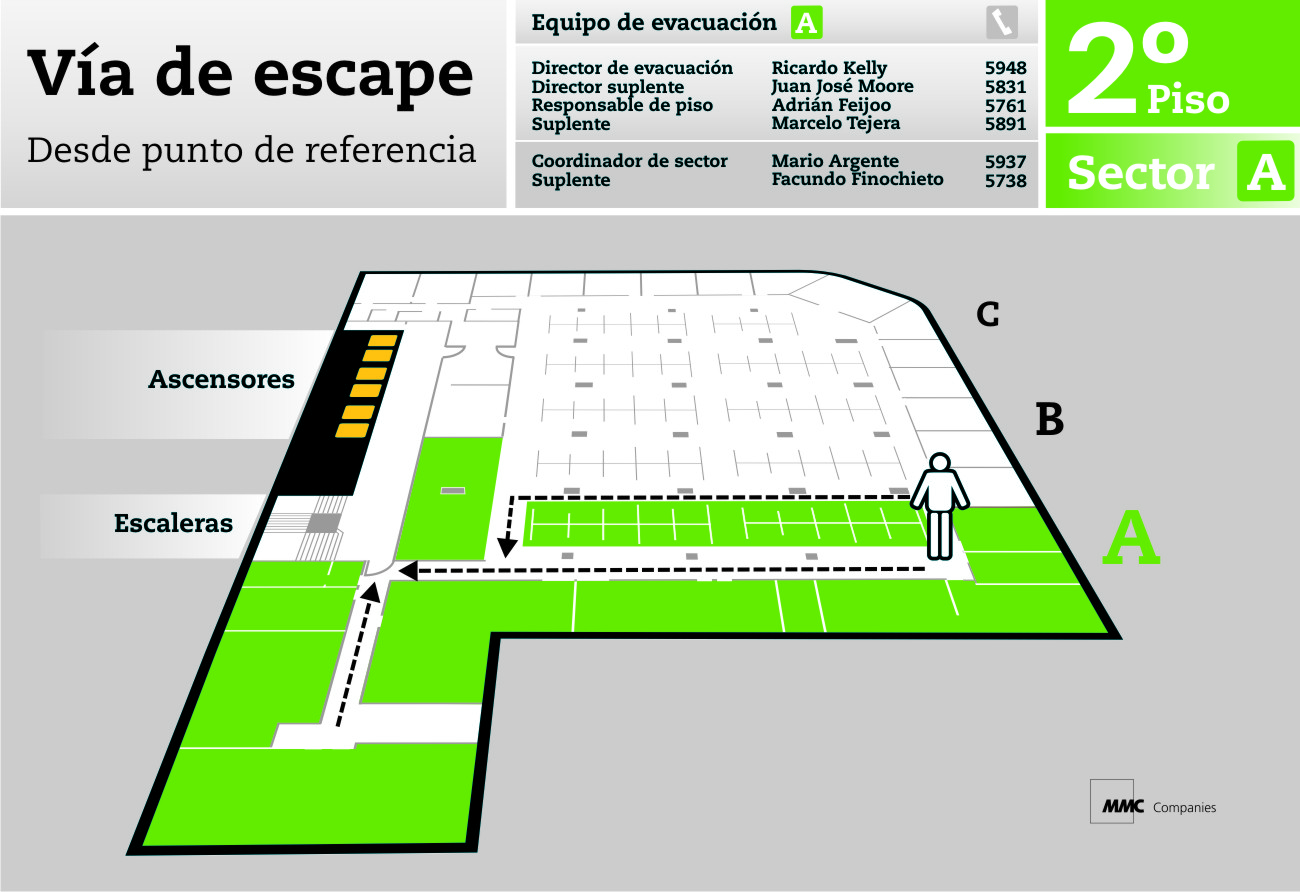 Vía de escape
Desde punto de referencia
Equipo de evacuación A
Director de evacuación Ricardo Kelly 5948
Director suplente Juan José Moore 5831
Responsable de piso Adrián Feijoo 5761
Suplente Marcelo Tejera 5891
Coordinador de sector Mario Argente 5937
Suplente Facundo Finochieto 5738
2º Piso
Sector A
Ascensores
Escaleras
C
B
A
MMC Companies